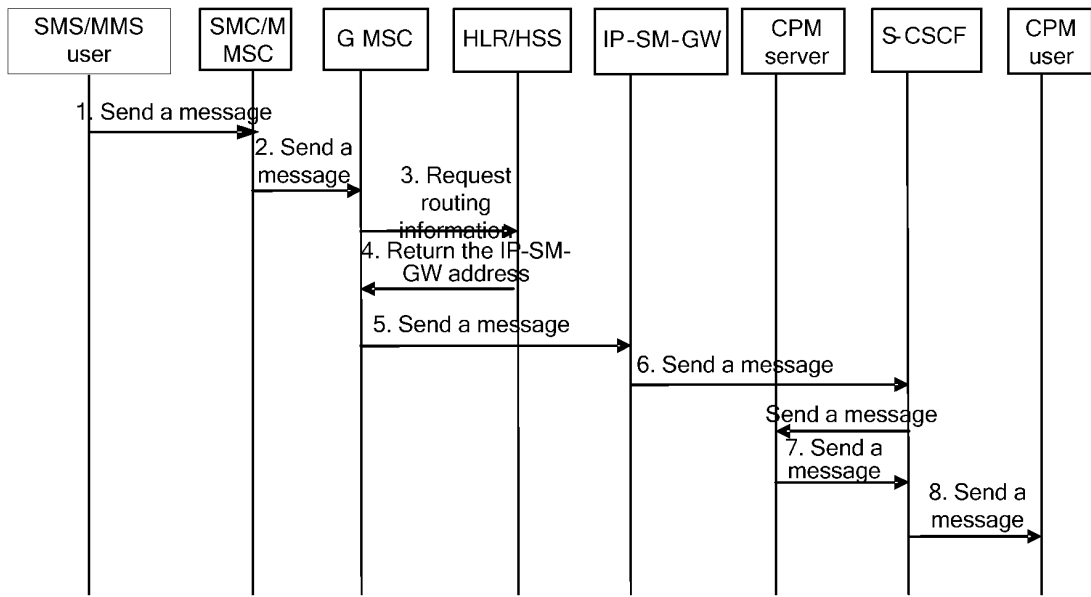 SMS/MMS
user
SMC/M
MSC
G MSC
HLR/HSS
IP-SM-GW
CPM
server
S-CSCF
CPM
user
1. Send a message
2. Send a
message
3. Request
routing
information
4. Return the IP-SM-
GW address
5. Send a message
6. Send a message
Send a message
7. Send a
message
8. Send a
message